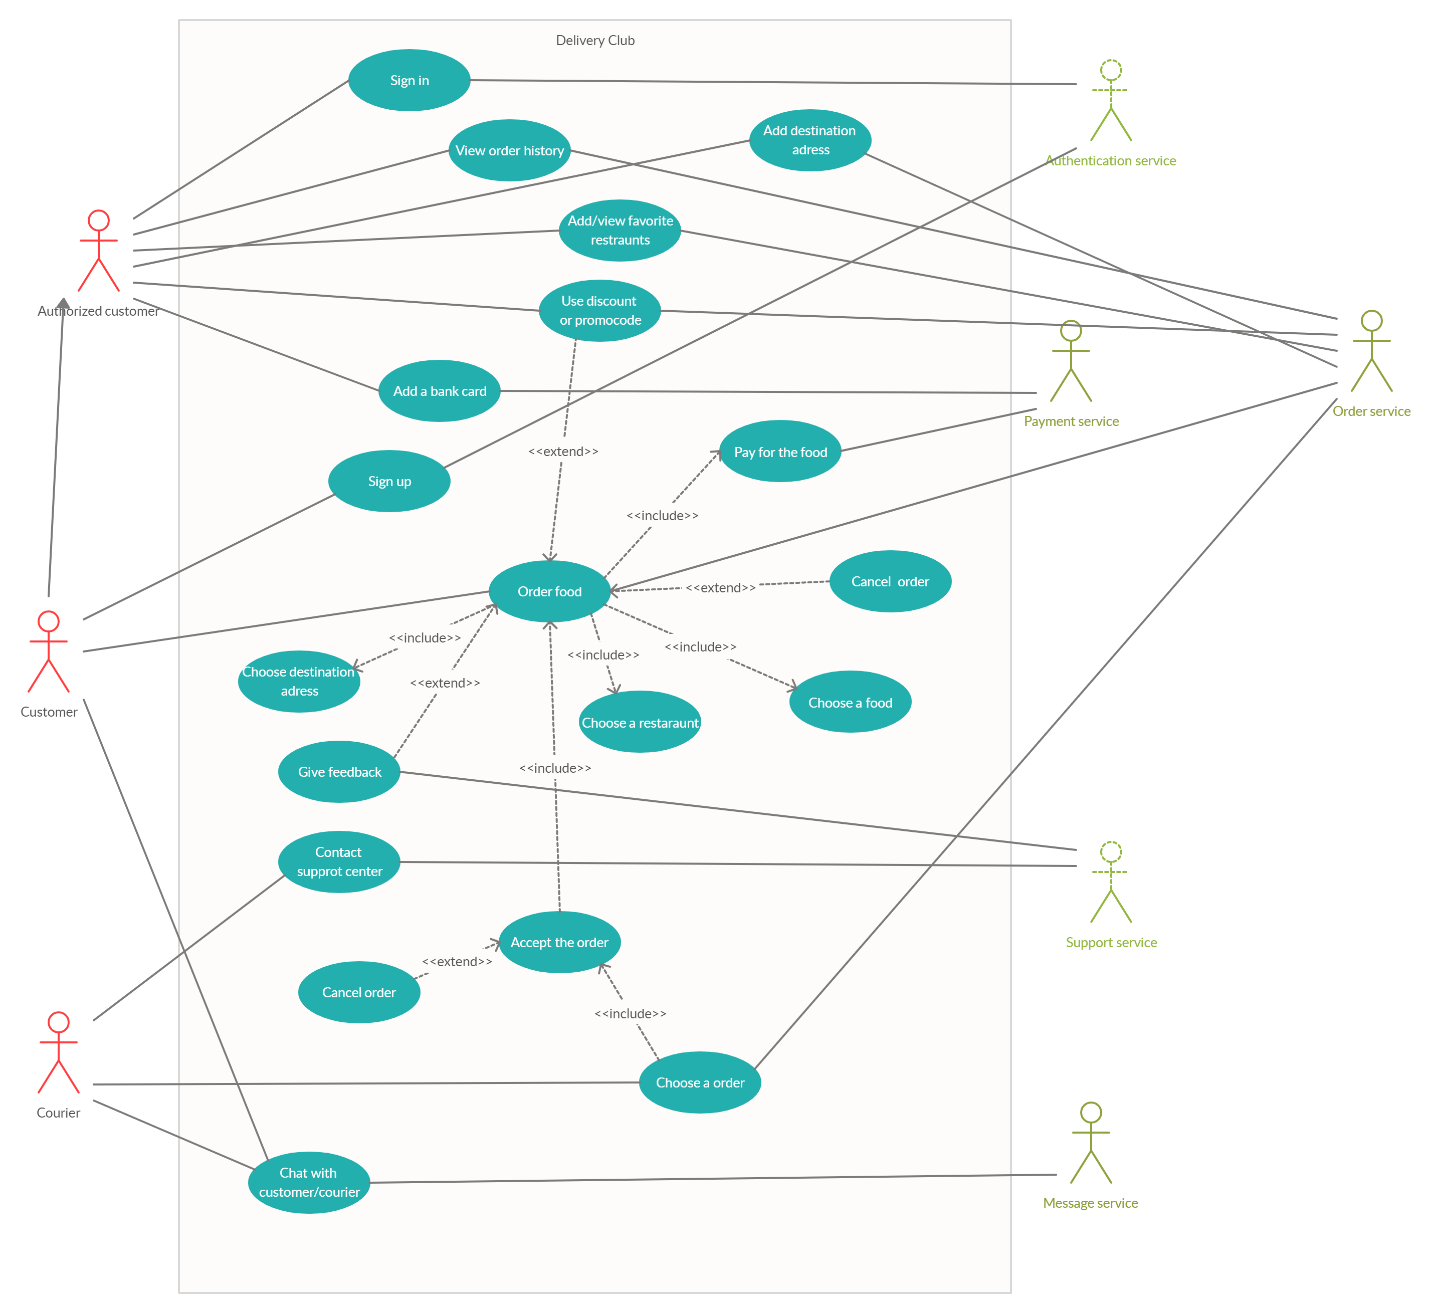 Delivery Club
Sign in
Add destination
adress
View order history
Authentication service
Add/view favorite
restraunts
Authorized customer
Use discount
or promocode
Add a bank card
Order service
Payment service
<<extend>>
Pay for the food
Sign up
<<include>>
Cancel  order
<<extend>>
Order food
<<include>>
<<include>>
<<include>>
Choose destination
adress
<<extend>>
Choose a food
Customer
Choose a restaraunt
<<include>>
Give feedback
Contact
supprot center
Accept the order
Support service
<<extend>>
Cancel order
<<include>>
Choose a order
Courier
Chat with
customer/courier
Message service